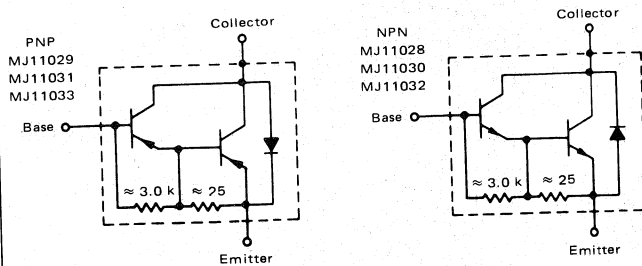 Collector
PNP
MJ11029
MJ11031
MJ11033
Base
≈ 3.0 k
≈ 25
Emitter
Collector
NPN
MJ11028
MJ11030
MJ11032
Base
≈ 3.0 k
≈ 25
Emitter